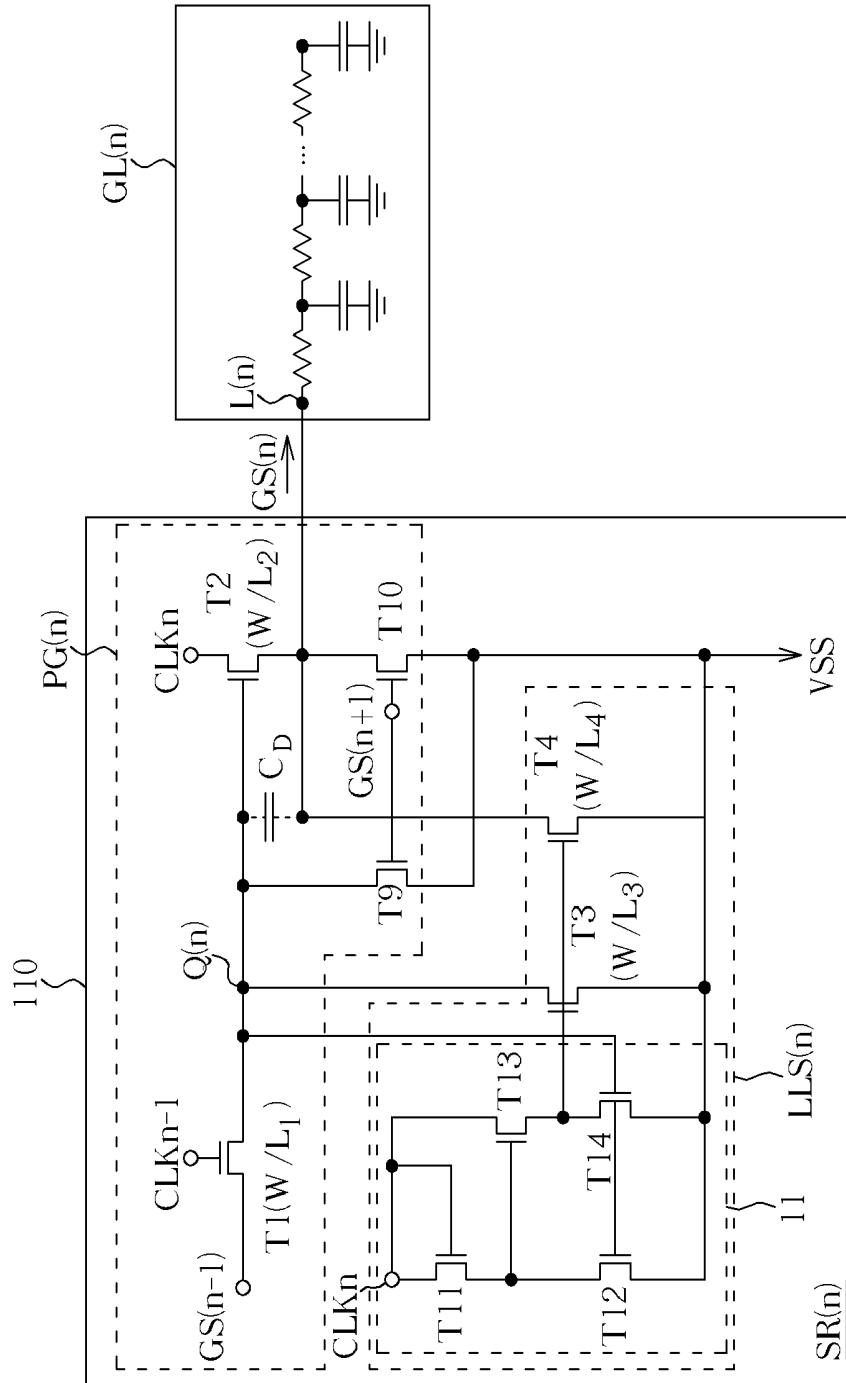 110
PG(n)
GL(n)
CLKn-1
Q(n)
CLKn
T2
(W/L2)
GS(n)
L(n)
CD
GS(n-1)
T1(W/L1)
T9
GS(n+1)
T10
CLKn
T11
T13
T3
(W/L3)
T4
(W/L4)
T12
T14
VSS
11
LLS(n)
SR(n)